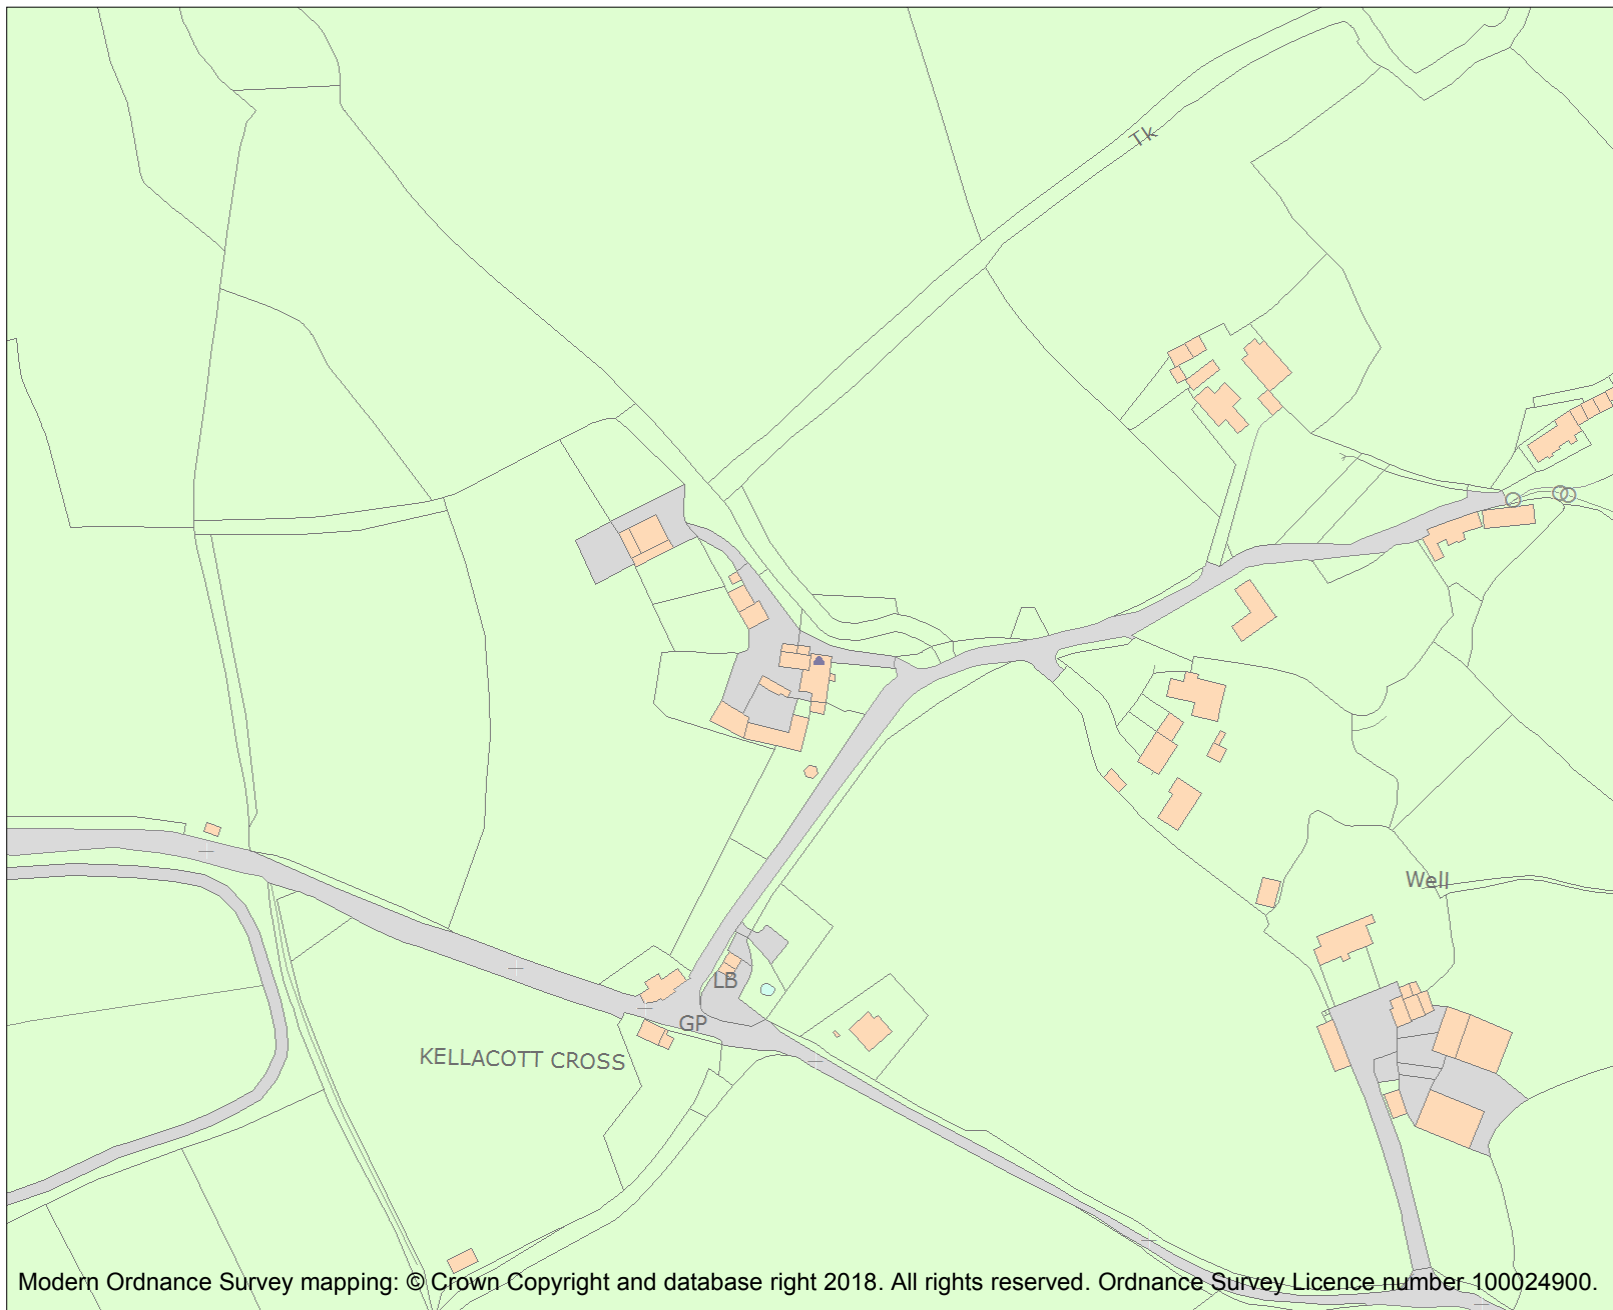 Tk
Well
LB
GP
KELLACOTT CROSS
Modern Ordnance Survey mapping: © Crown Copyright and database right 2018. All rights reserved. Ordnance Survey Licence number 100024900.